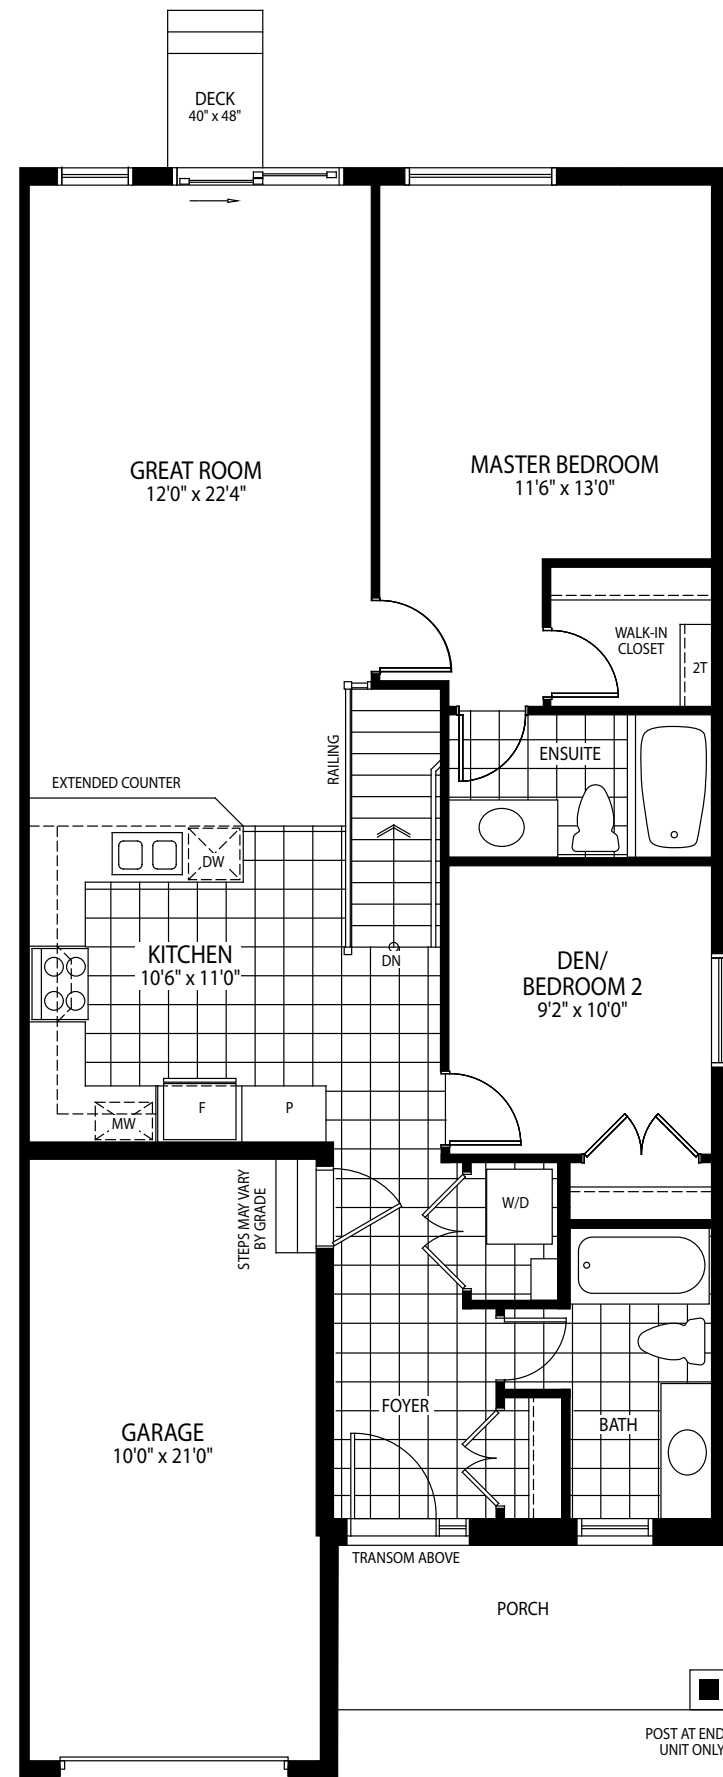 DECK
40" x 48"
GREAT ROOM
12'0" x 22'4"
MASTER BEDROOM
11'6" x 13'0"
WALK-IN
CLOSET
2T
RAILING
ENSUITE
EXTENDED COUNTER
DW
KITCHEN
10'6" x 11'0"
DN
DEN/
BEDROOM 2
9'2" x 10'0"
MW
F
P
STEPS MAY VARY
BY GRADE
W/D
FOYER
BATH
GARAGE
10'0" x 21'0"
TRANSOM ABOVE
PORCH
POST AT END
UNIT ONLY